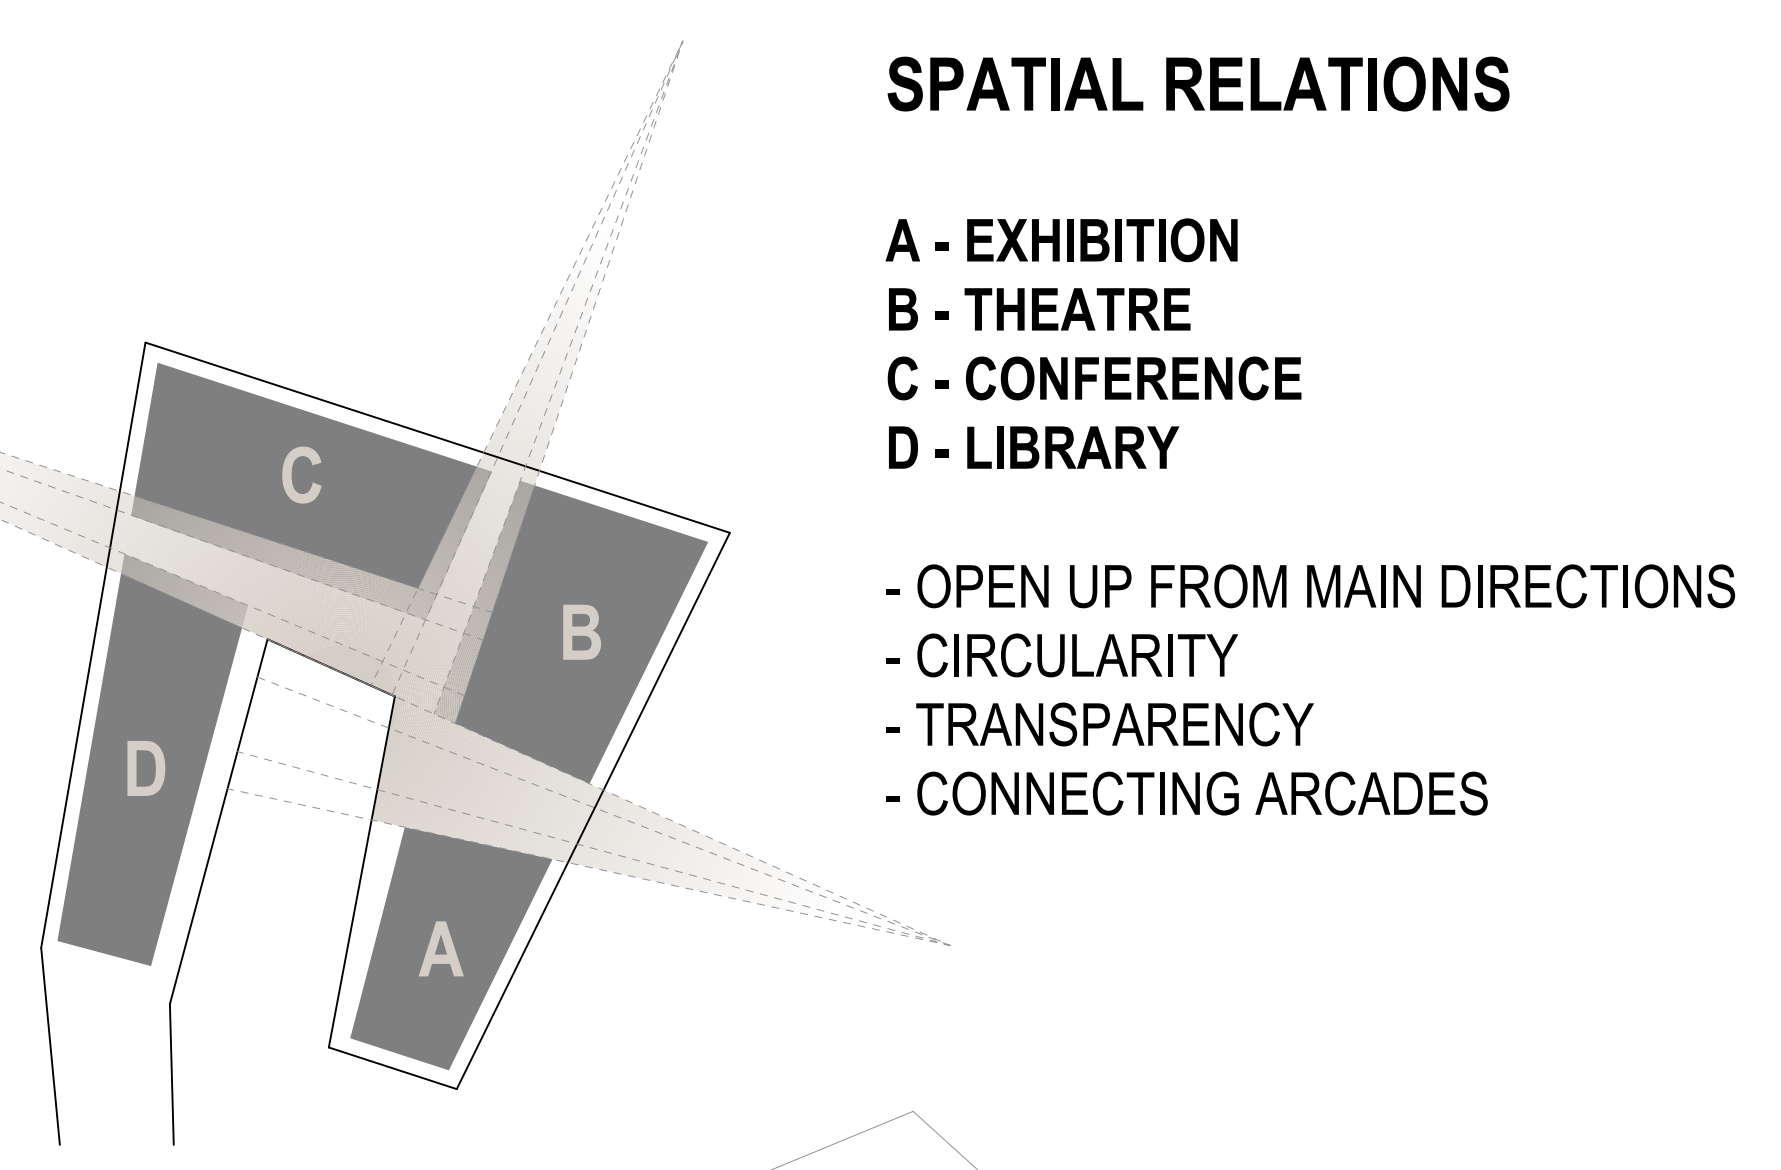 SPATIAL RELATIONS
A - EXHIBITION
B - THEATRE
C - CONFERENCE
D - LIBRARY
- OPEN UP FROM MAIN DIRECTIONS
- CIRCULARITY
- TRANSPARENCY
- CONNECTING ARCADES
C
B
D
A